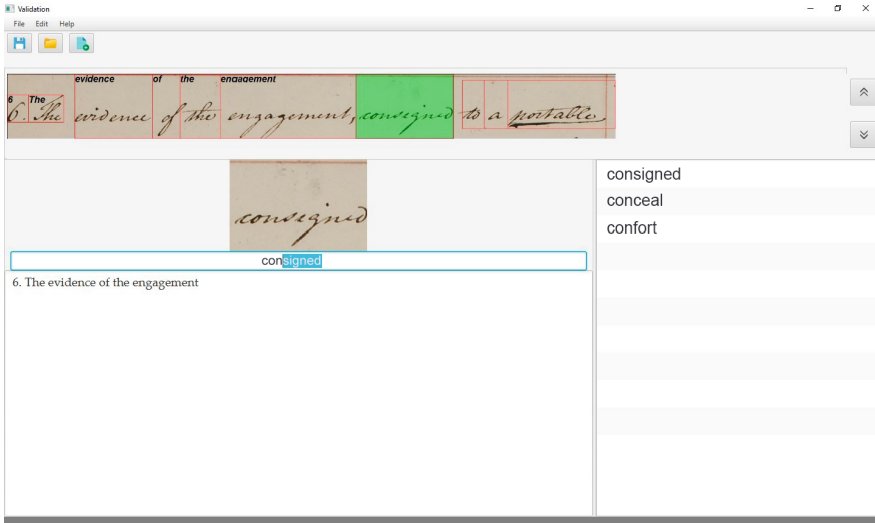 Validation
File Edit Help
evidence of the engagement
6 The
6. The evidence of the engagement, consigned to a portable
consigned
consigned
6. The evidence of the engagement
consigned
conceal
confort